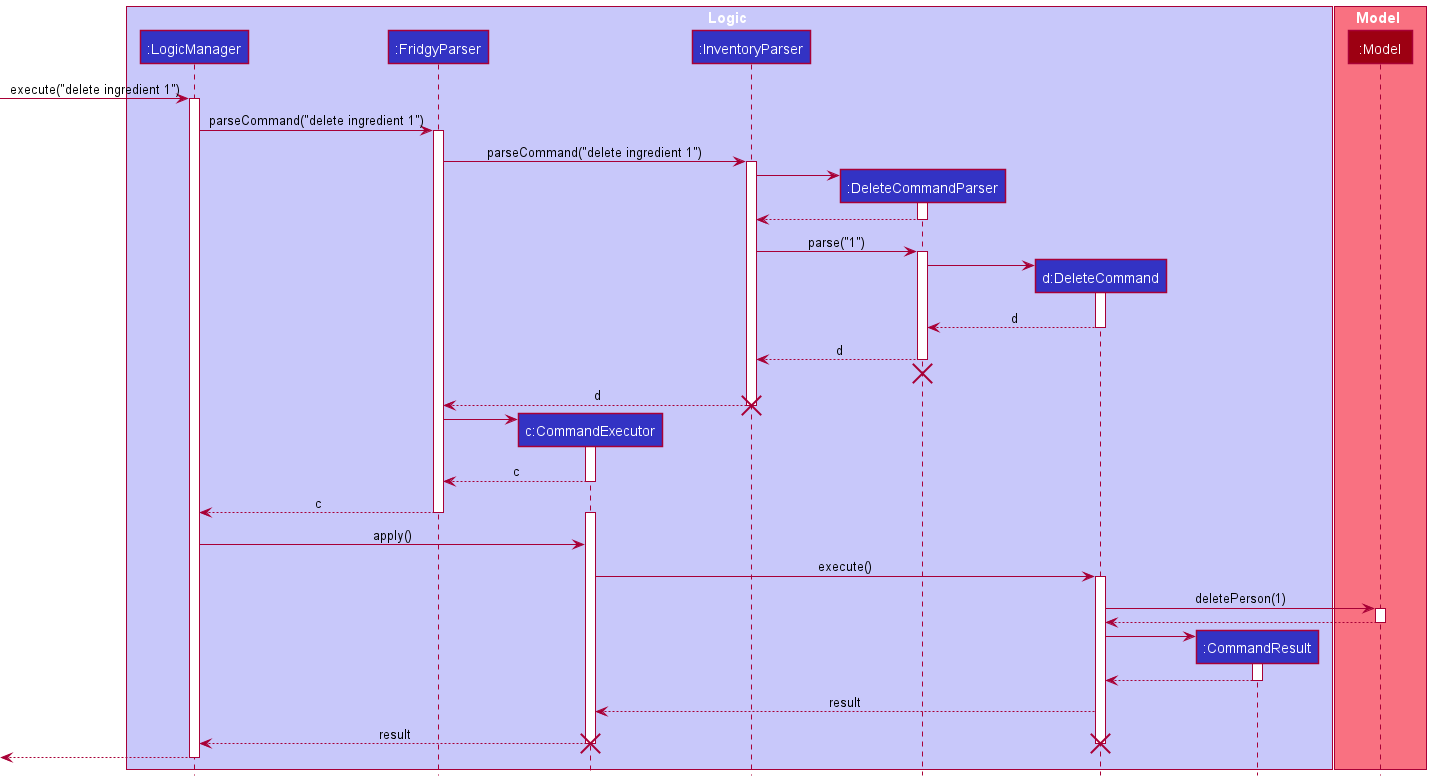 Logic
Model
:LogicManager
:FridgyParser
:InventoryParser
:Model
execute("delete ingredient 1")
parseCommand("delete ingredient 1")
parseCommand("delete ingredient 1")
:DeleteCommandParser
parse("1")
d:DeleteCommand
d
d
d
c:CommandExecutor
c
c
apply()
execute()
deletePerson(1)
:CommandResult
result
result